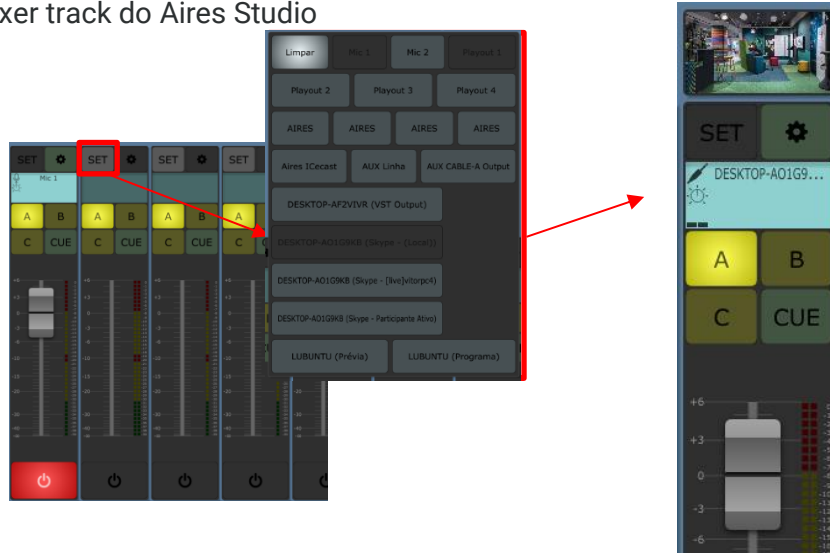 xer track do Aires Studio
Limpar Mic 1 Mic 2 Playout 1
Playout 2 Playout 3 Playout 4
AIRES AIRES AIRES AIRES
Aires ICecast AUX Linha AUX CABLE-A Output
DESKTOP-AF2VIVR (VST Output)
DESKTOP-AO1G9KB (Skype - (Local))
DESKTOP-AO1G9KB (Skype - [live]vitorpc4)
DESKTOP-AO1G9KB (Skype - Participante Ativo)
LUBUNTU (Prévia) LUBUNTU (Programa)
SET SET SET SET
Mic 1
A B A B A B A
C CUE C CUE C CUE C
SET
DESKTOP-AO1G9...
A B
C CUE
+6
+3
0
-3
-6